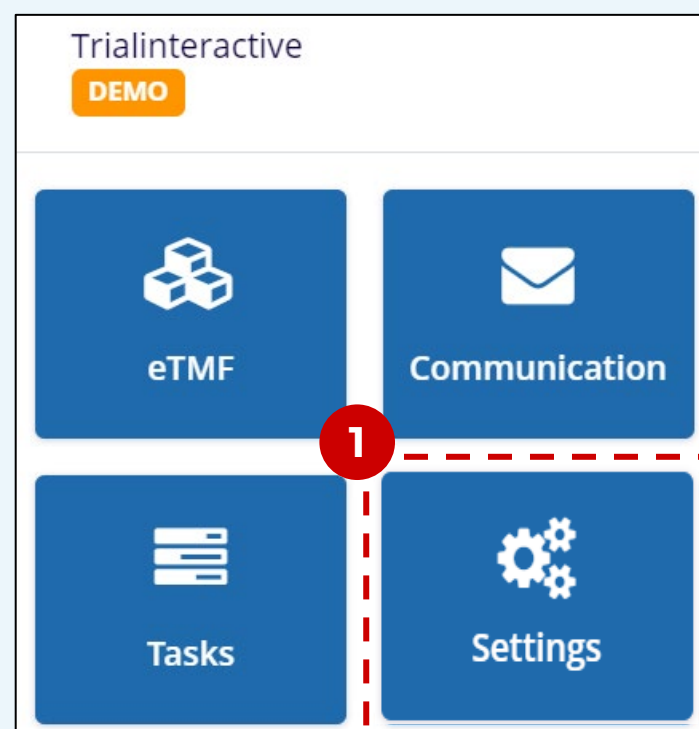 Trialinteractive
DEMO
eTMF
Communication
1
Tasks
Settings